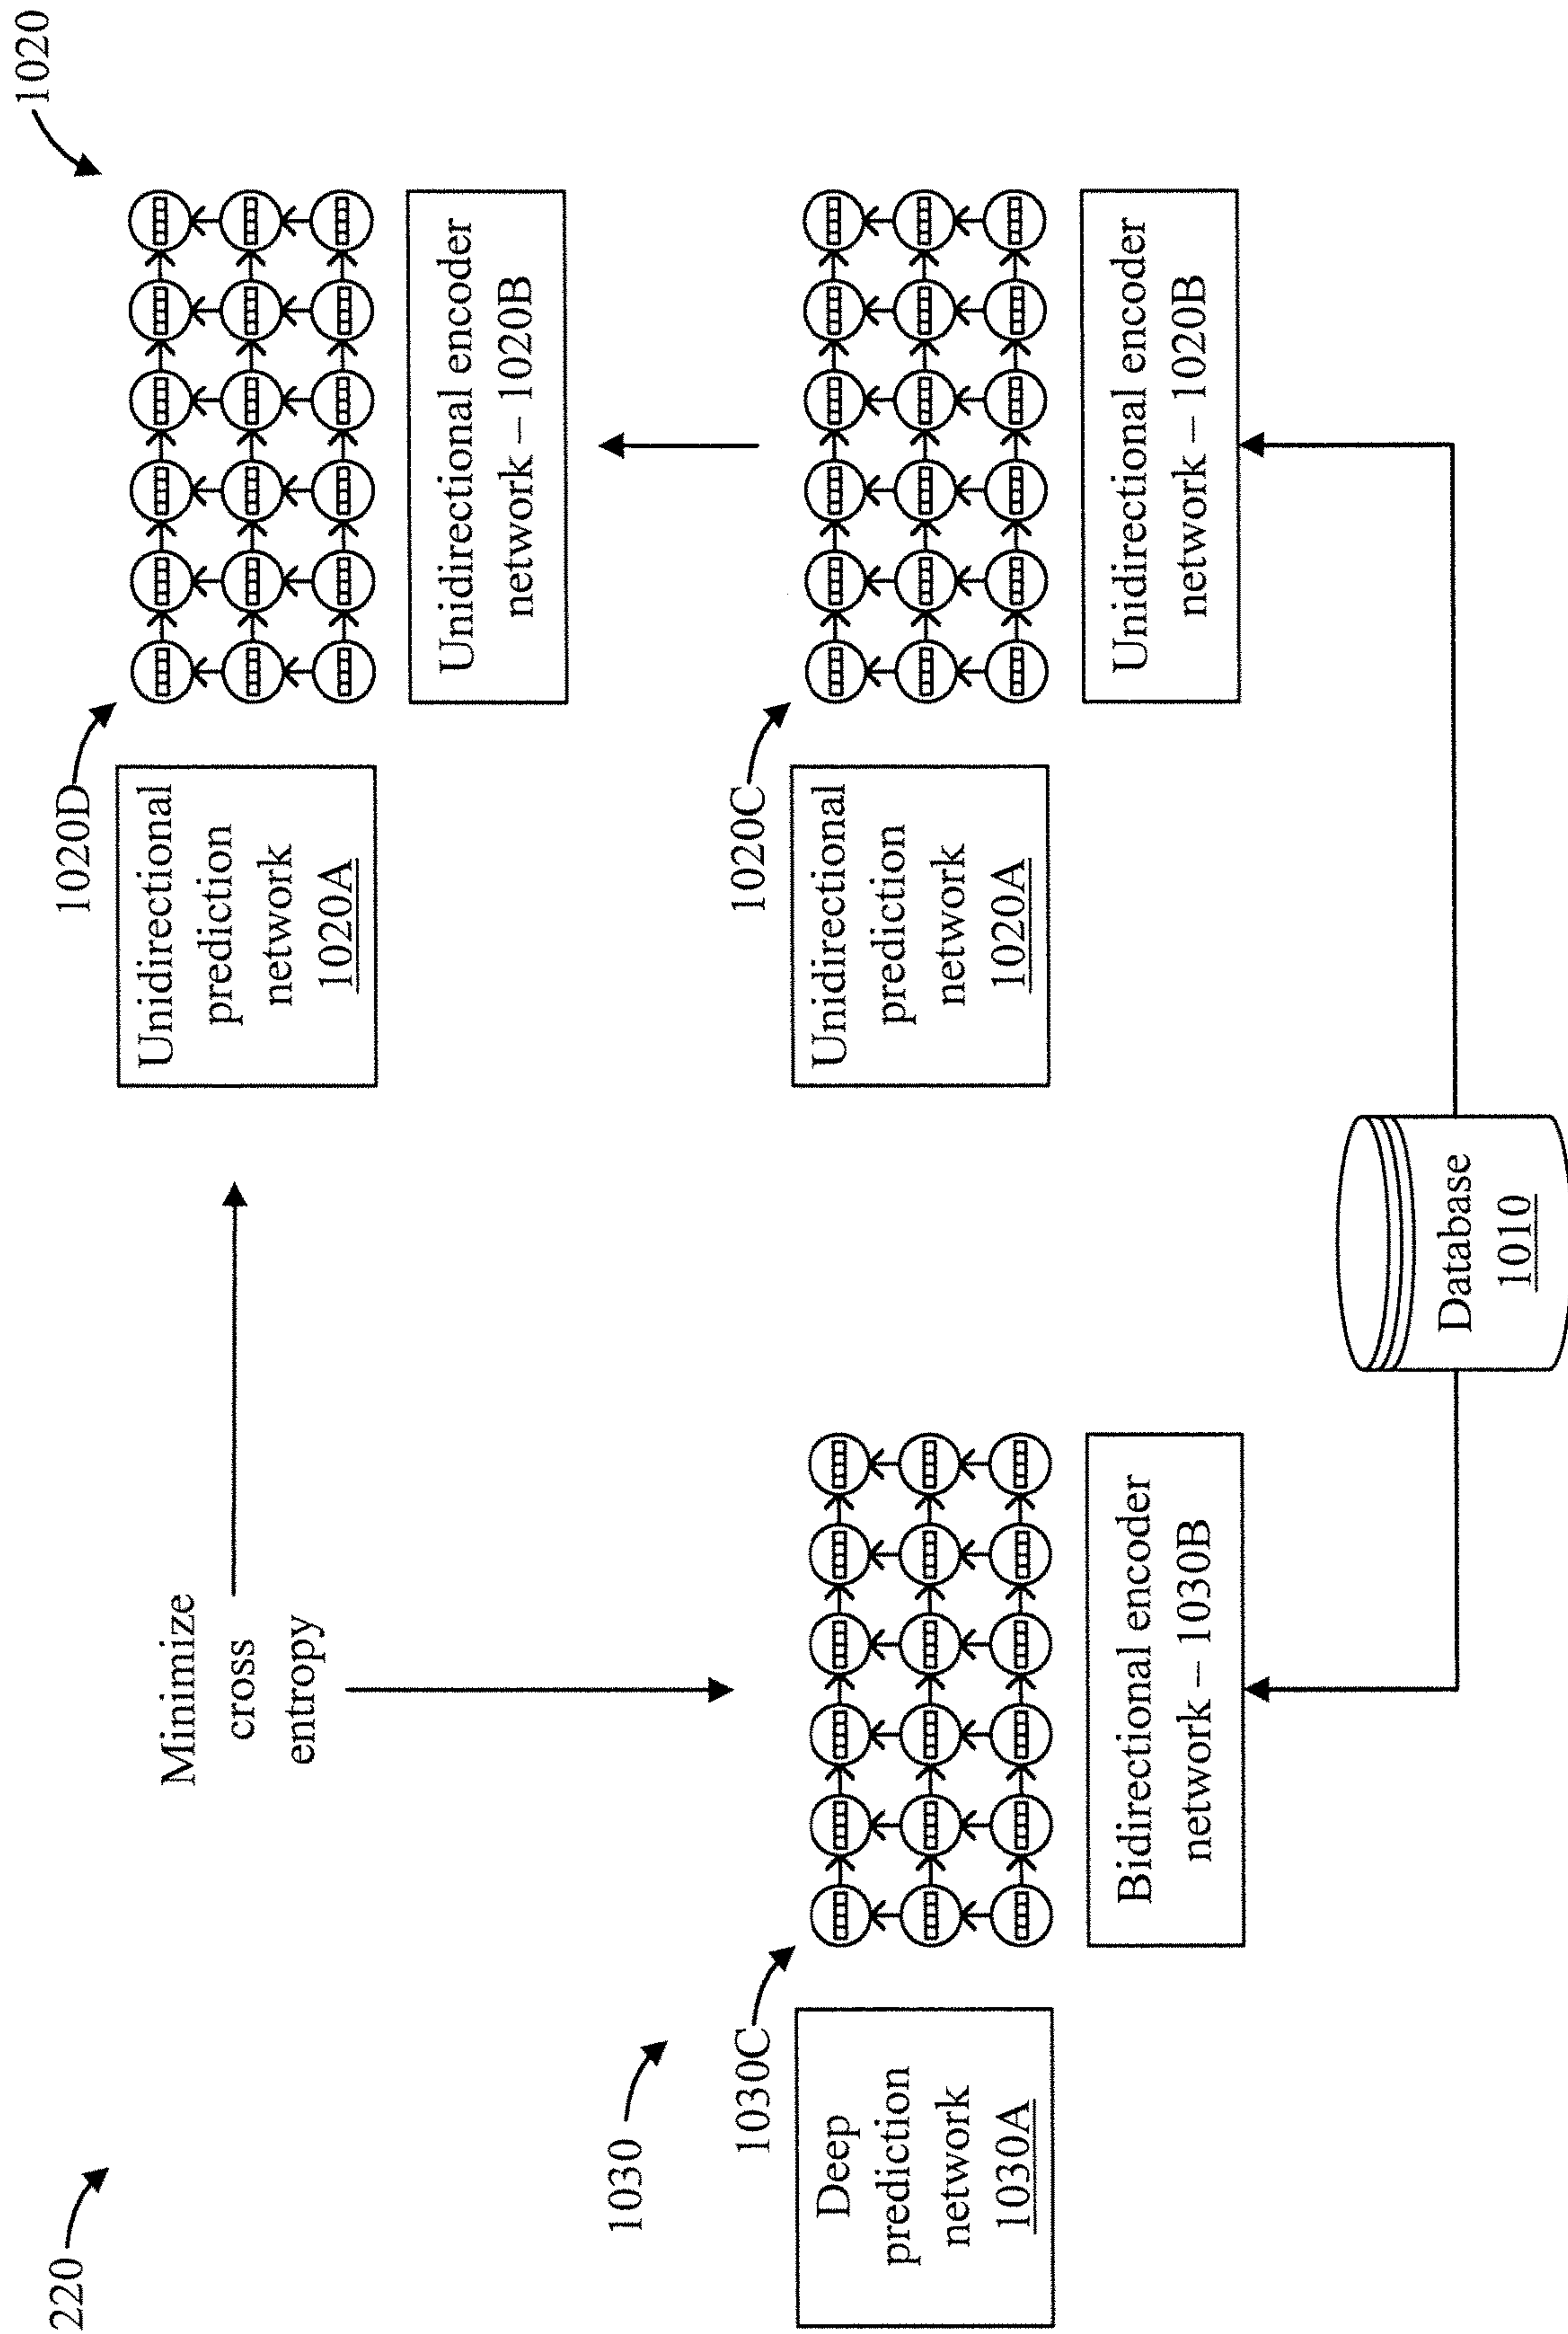 220
Minimize
cross
entropy
1020
1020D
Unidirectional
prediction
network
1020A
Unidirectional encoder
network – 1020B
1030
1030C
Deep
prediction
network
1030A
Bidirectional encoder
network – 1030B
1020C
Unidirectional
prediction
network
1020A
Unidirectional encoder
network – 1020B
Database
1010